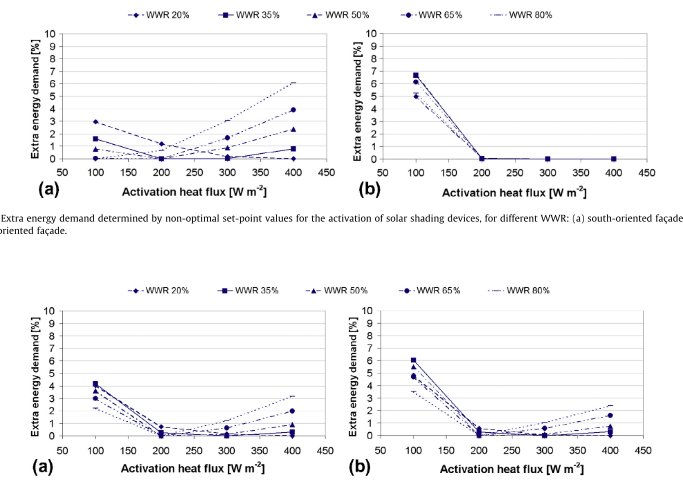 WWR 20% WWR 35% WWR 50% WWR 65% WWR 80%
Extra energy demand [%]
10
9
8
7
6
5
4
3
2
1
0
50 100 150 200 250 300 350 400 450
(a) Activation heat flux [W m-2]
Extra energy demand [%]
10
9
8
7
6
5
4
3
2
1
0
50 100 150 200 250 300 350 400 450
(b) Activation heat flux [W m-2]
Extra energy demand determined by non-optimal set-point values for the activation of solar shading devices, for different WWR: (a) south-oriented façade
oriented façade.
WWR 20% WWR 35% WWR 50% WWR 65% WWR 80%
Extra energy demand [%]
10
9
8
7
6
5
4
3
2
1
0
50 100 150 200 250 300 350 400 450
(a) Activation heat flux [W m-2]
Extra energy demand [%]
10
9
8
7
6
5
4
3
2
1
0
50 100 150 200 250 300 350 400 450
(b) Activation heat flux [W m-2]